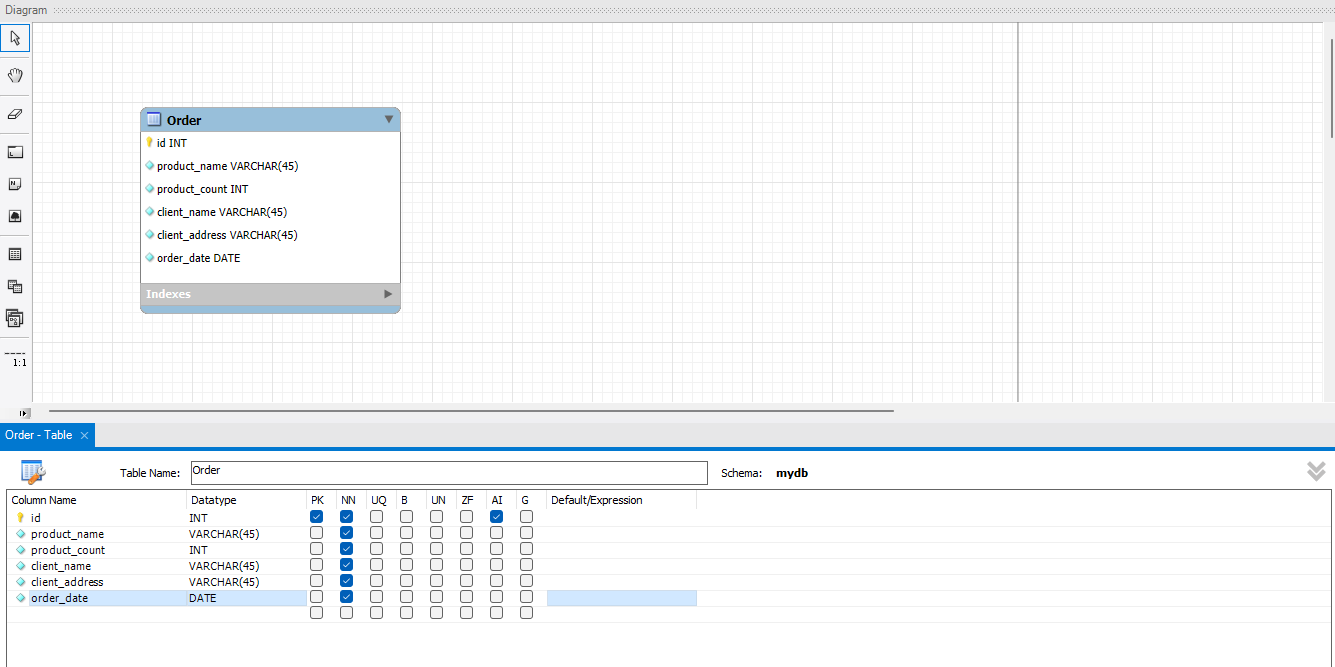 Diagram
Order
id INT
product_name VARCHAR(45)
product_count INT
client_name VARCHAR(45)
client_address VARCHAR(45)
order_date DATE
Indexes
1:1
Order - Table
Table Name: Order Schema: mydb
Column Name Datatype PK NN UQ B UN ZF AI G Default/Expression
id INT
product_name VARCHAR(45)
product_count INT
client_name VARCHAR(45)
client_address VARCHAR(45)
order_date DATE